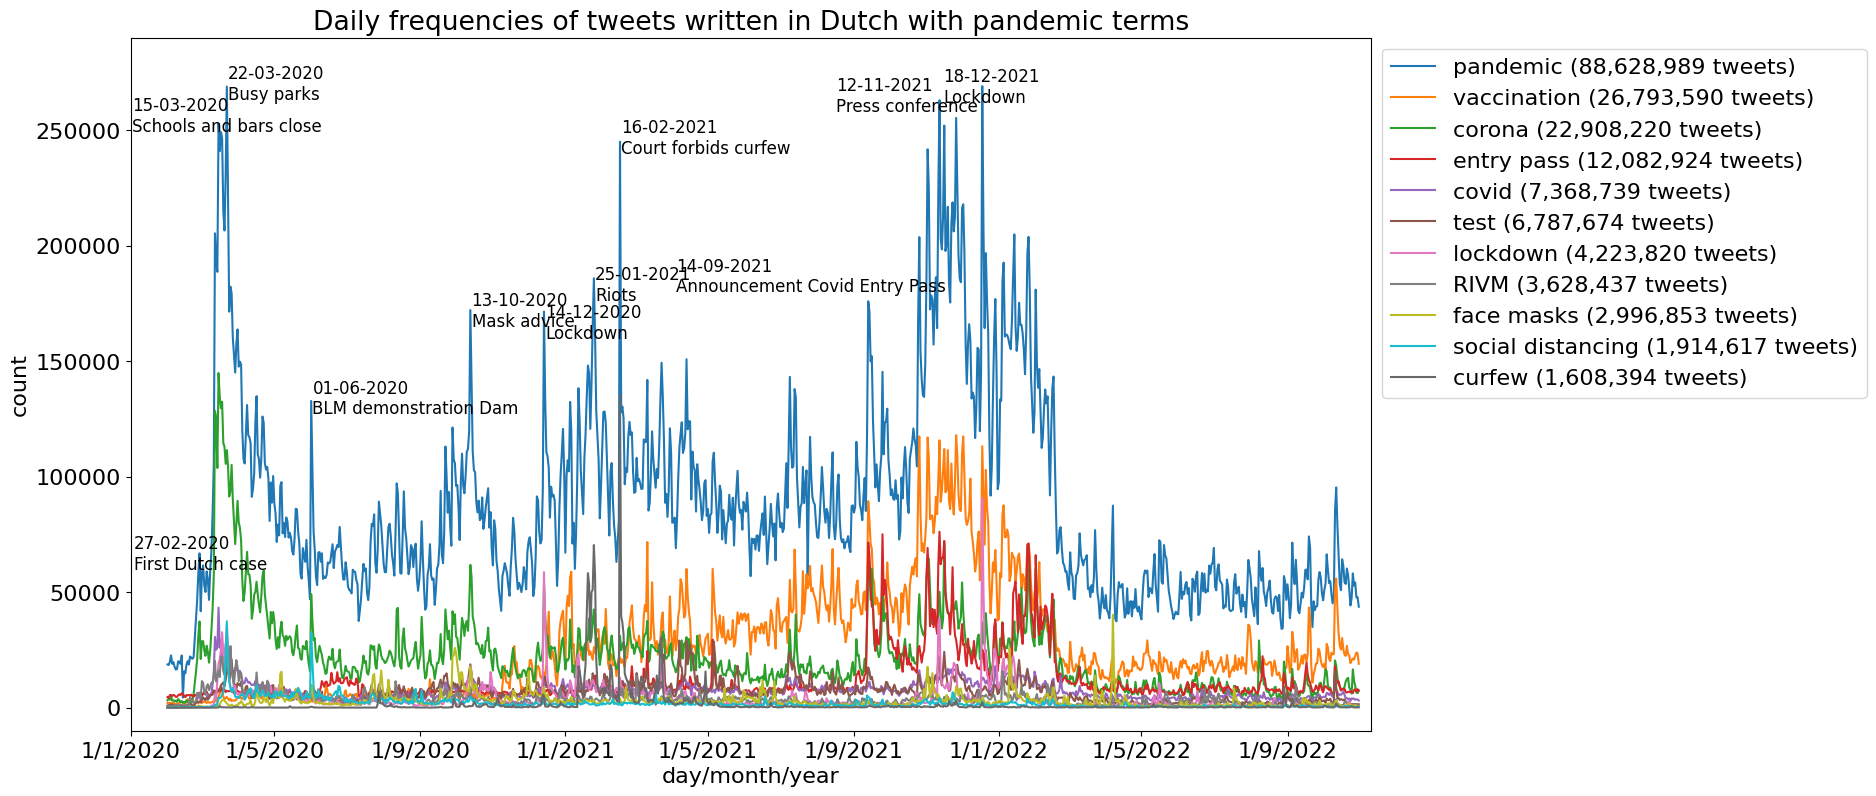 Daily frequencies of tweets written in Dutch with pandemic terms
22-03-2020
Busy parks
15-03-2020
Schools and bars close
12-11-2021
Press conference
18-12-2021
Lockdown
16-02-2021
Court forbids curfew
14-09-2021
Announcement Covid Entry Pass
25-01-2021
Riots
13-10-2020
Mask advice
14-12-2020
Lockdown
01-06-2020
BLM demonstration Dam
27-02-2020
First Dutch case
count
250000
200000
150000
100000
50000
0
1/1/2020
1/5/2020
1/9/2020
1/1/2021
1/5/2021
1/9/2021
1/1/2022
1/5/2022
1/9/2022
day/month/year
pandemic (88,628,989 tweets)
vaccination (26,793,590 tweets)
corona (22,908,220 tweets)
entry pass (12,082,924 tweets)
covid (7,368,739 tweets)
test (6,787,674 tweets)
lockdown (4,223,820 tweets)
RIVM (3,628,437 tweets)
face masks (2,996,853 tweets)
social distancing (1,914,617 tweets)
curfew (1,608,394 tweets)